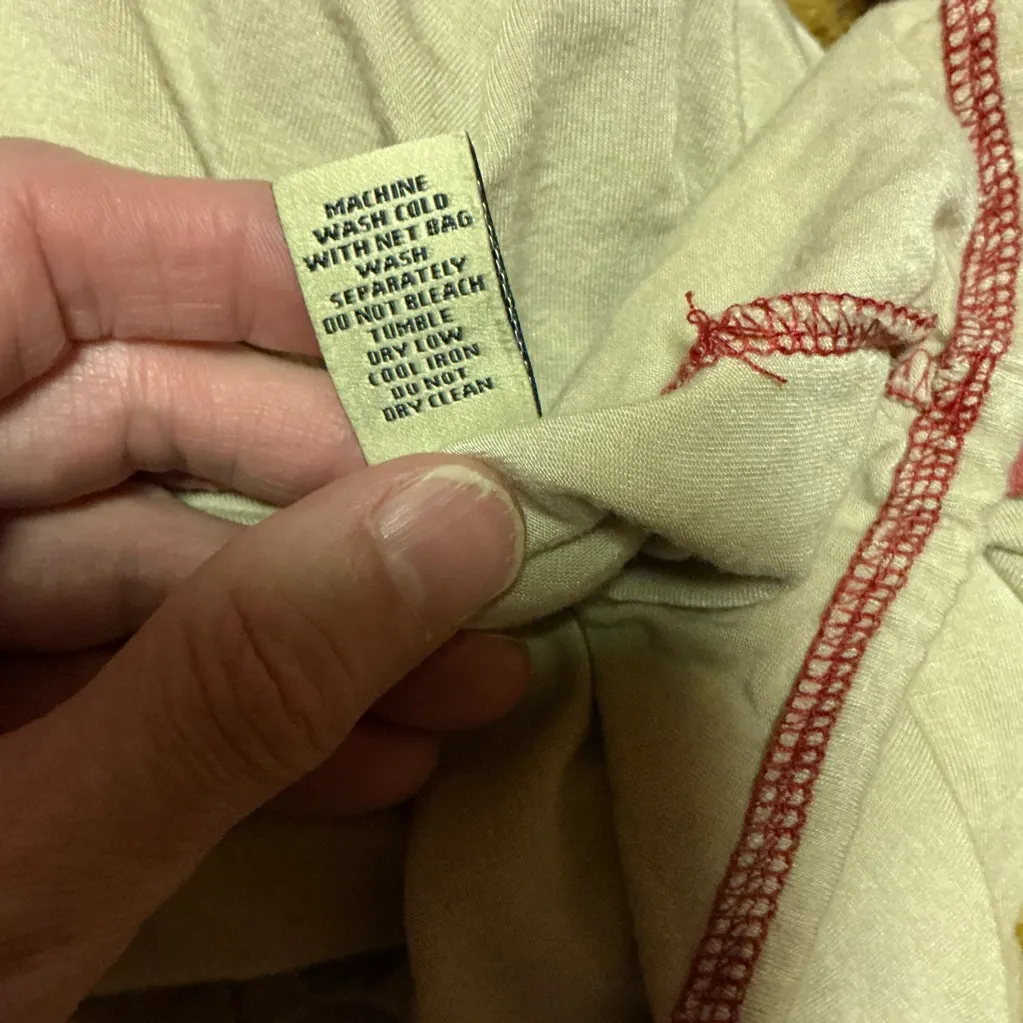 MACHINE
WASH COLD
WITH NET BAG
WASH
SEPARATELY
DO NOT BLEACH
TUMBLE
DRY LOW
COOL IRON
DO NOT
DRY CLEAN